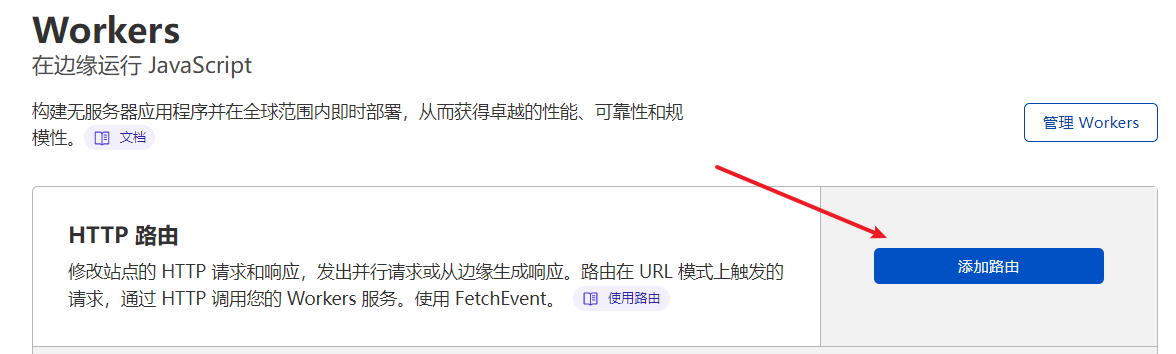 Workers
在边缘运行 JavaScript
构建无服务器应用程序并在全球范围内即时部署，从而获得卓越的性能、可靠性和规
模性。 文档
管理 Workers
HTTP 路由
修改站点的 HTTP 请求和响应，发出并行请求或从边缘生成响应。路由在 URL 模式上触发的
请求，通过 HTTP 调用您的 Workers 服务。使用 FetchEvent。 使用路由
添加路由